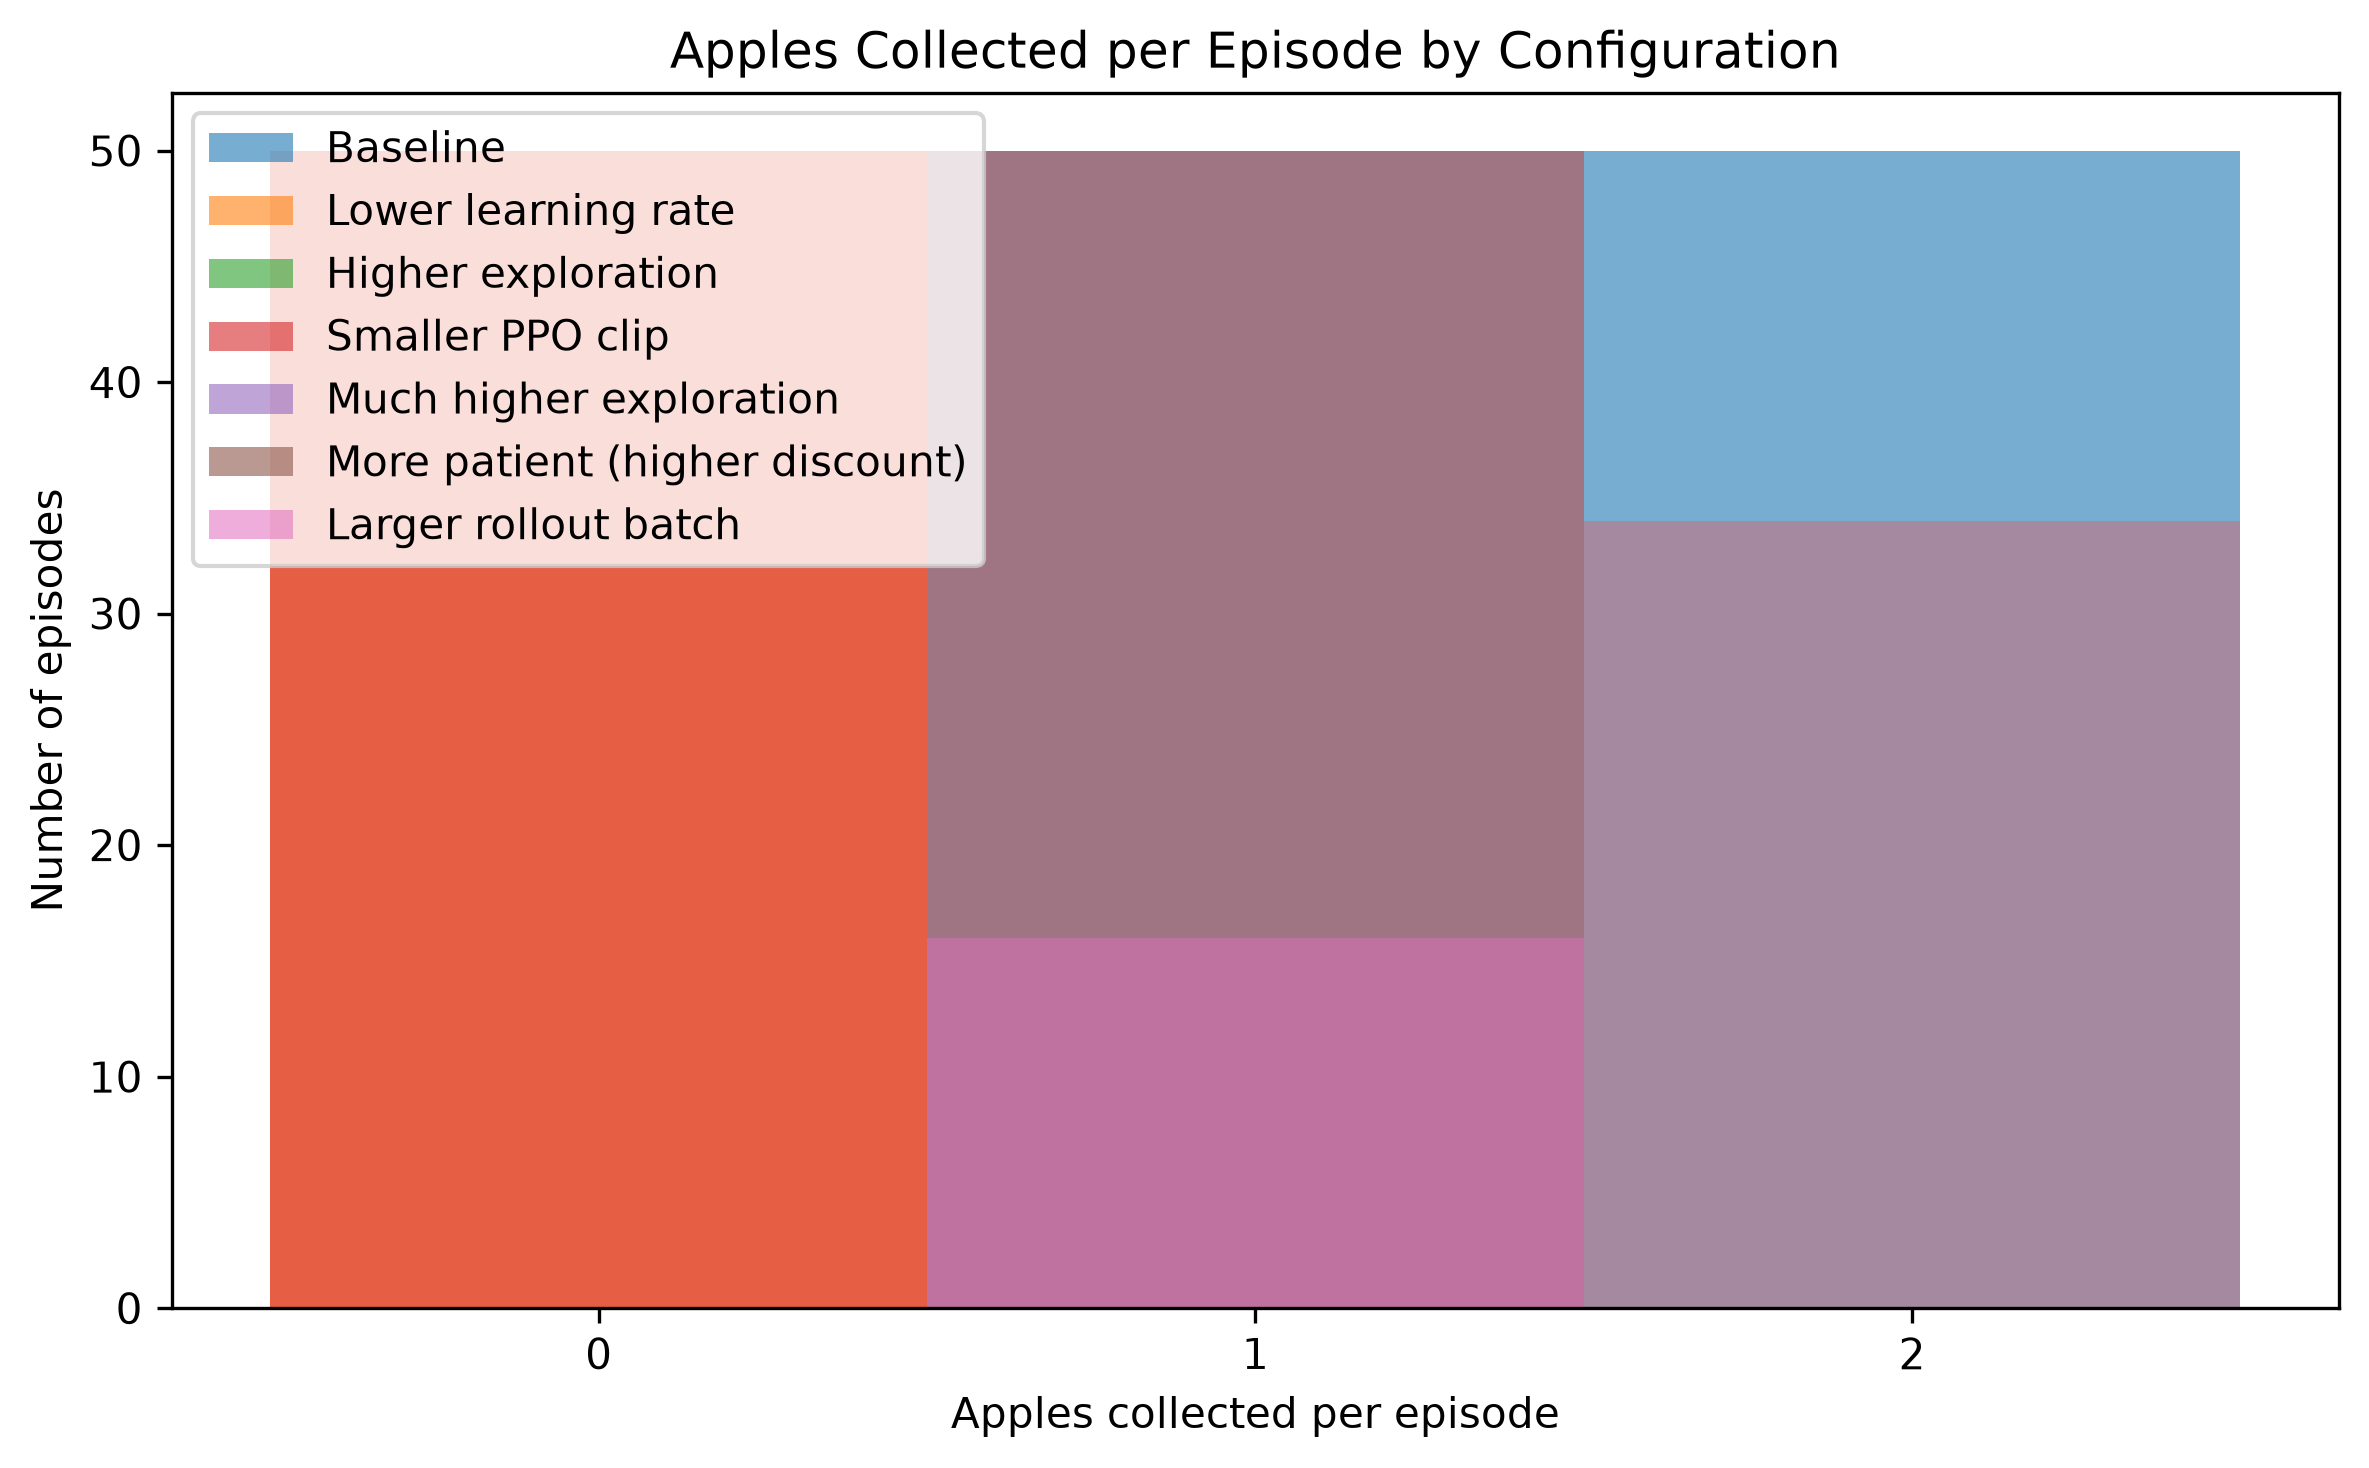 Apples Collected per Episode by Configuration
Baseline
Lower learning rate
Higher exploration
Smaller PPO clip
Much higher exploration
More patient (higher discount)
Larger rollout batch
Number of episodes
50
40
30
20
10
0
0 1 2
Apples collected per episode